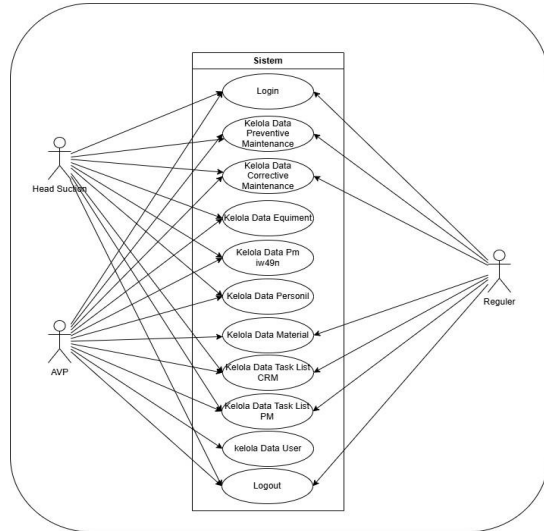 Sistem
Login
Kelola Data
Preventive
Maintenance
Kelola Data
Corrective
Maintenance
Kelola Data Equiment
Kelola Data Pm
iw49n
Kelola Data Personil
Kelola Data Material
Kelola Data Task List
CRM
Kelola Data Task List
PM
kelola Data User
Logout
Head Suction
AVP
Reguler